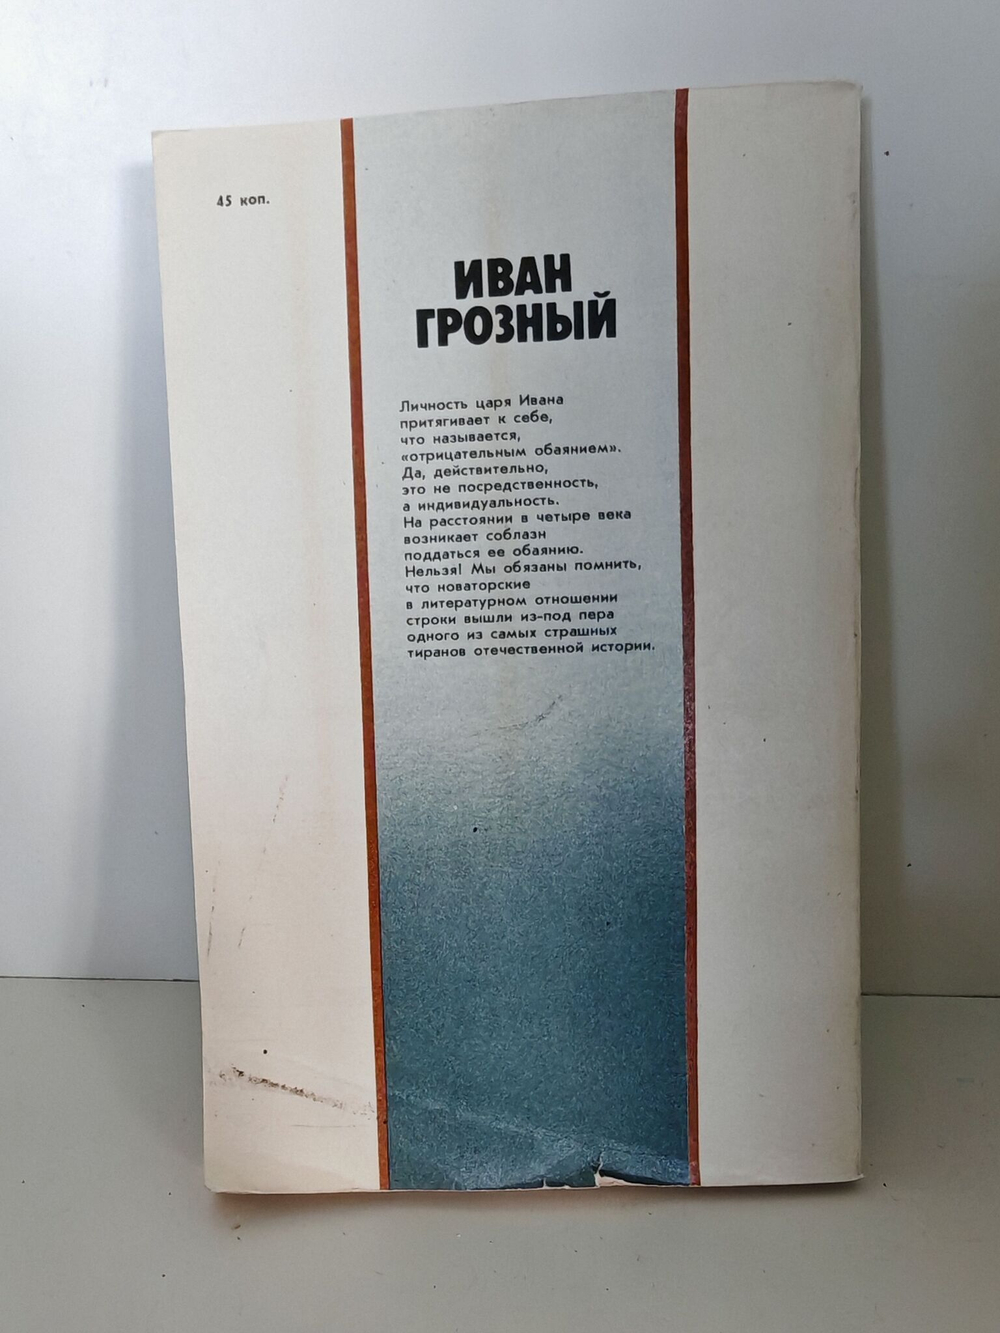 45 коп.
ИВАН
ГРОЗНЫЙ
Личность царя Ивана
притягивает к себе,
что называется,
«отрицательным обаянием».
Да, действительно,
это не посредственность,
а индивидуальность.
На расстоянии в четыре века
возникает соблазн
поддаться ее обаянию.
Нельзя! Мы обязаны помнить,
что новаторские
в литературном отношении
строки вышли из-под пера
одного из самых страшных
тиранов отечественной истории.